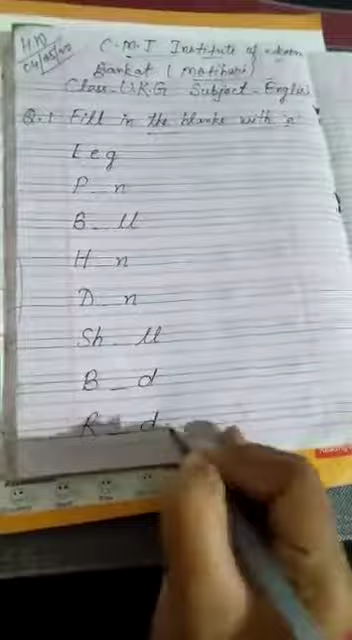 H.W
C.M.J Institute of
Barkat (Motihari)
Class- U.K.G Subject - English
Q.1 Fill in the blanks with 'e'
Leg
P_n
B_ll
H_n
D_n
Sh_ll
B_d
R_d